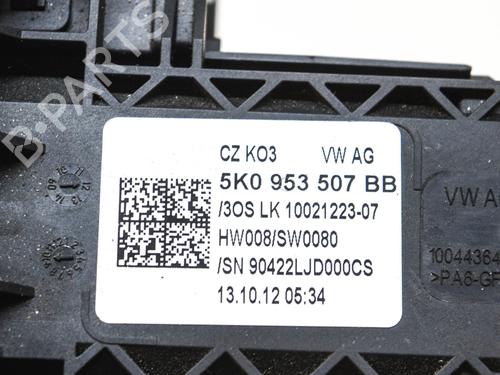 B-PARTS
CZ KO3 VW AG
5K0 953 507 BB
/3OS LK 10021223-07
HW008/SW0080
/SN 90422LJD000CS
13.10.12 05:34
VW A
10044364
>PA6-GF